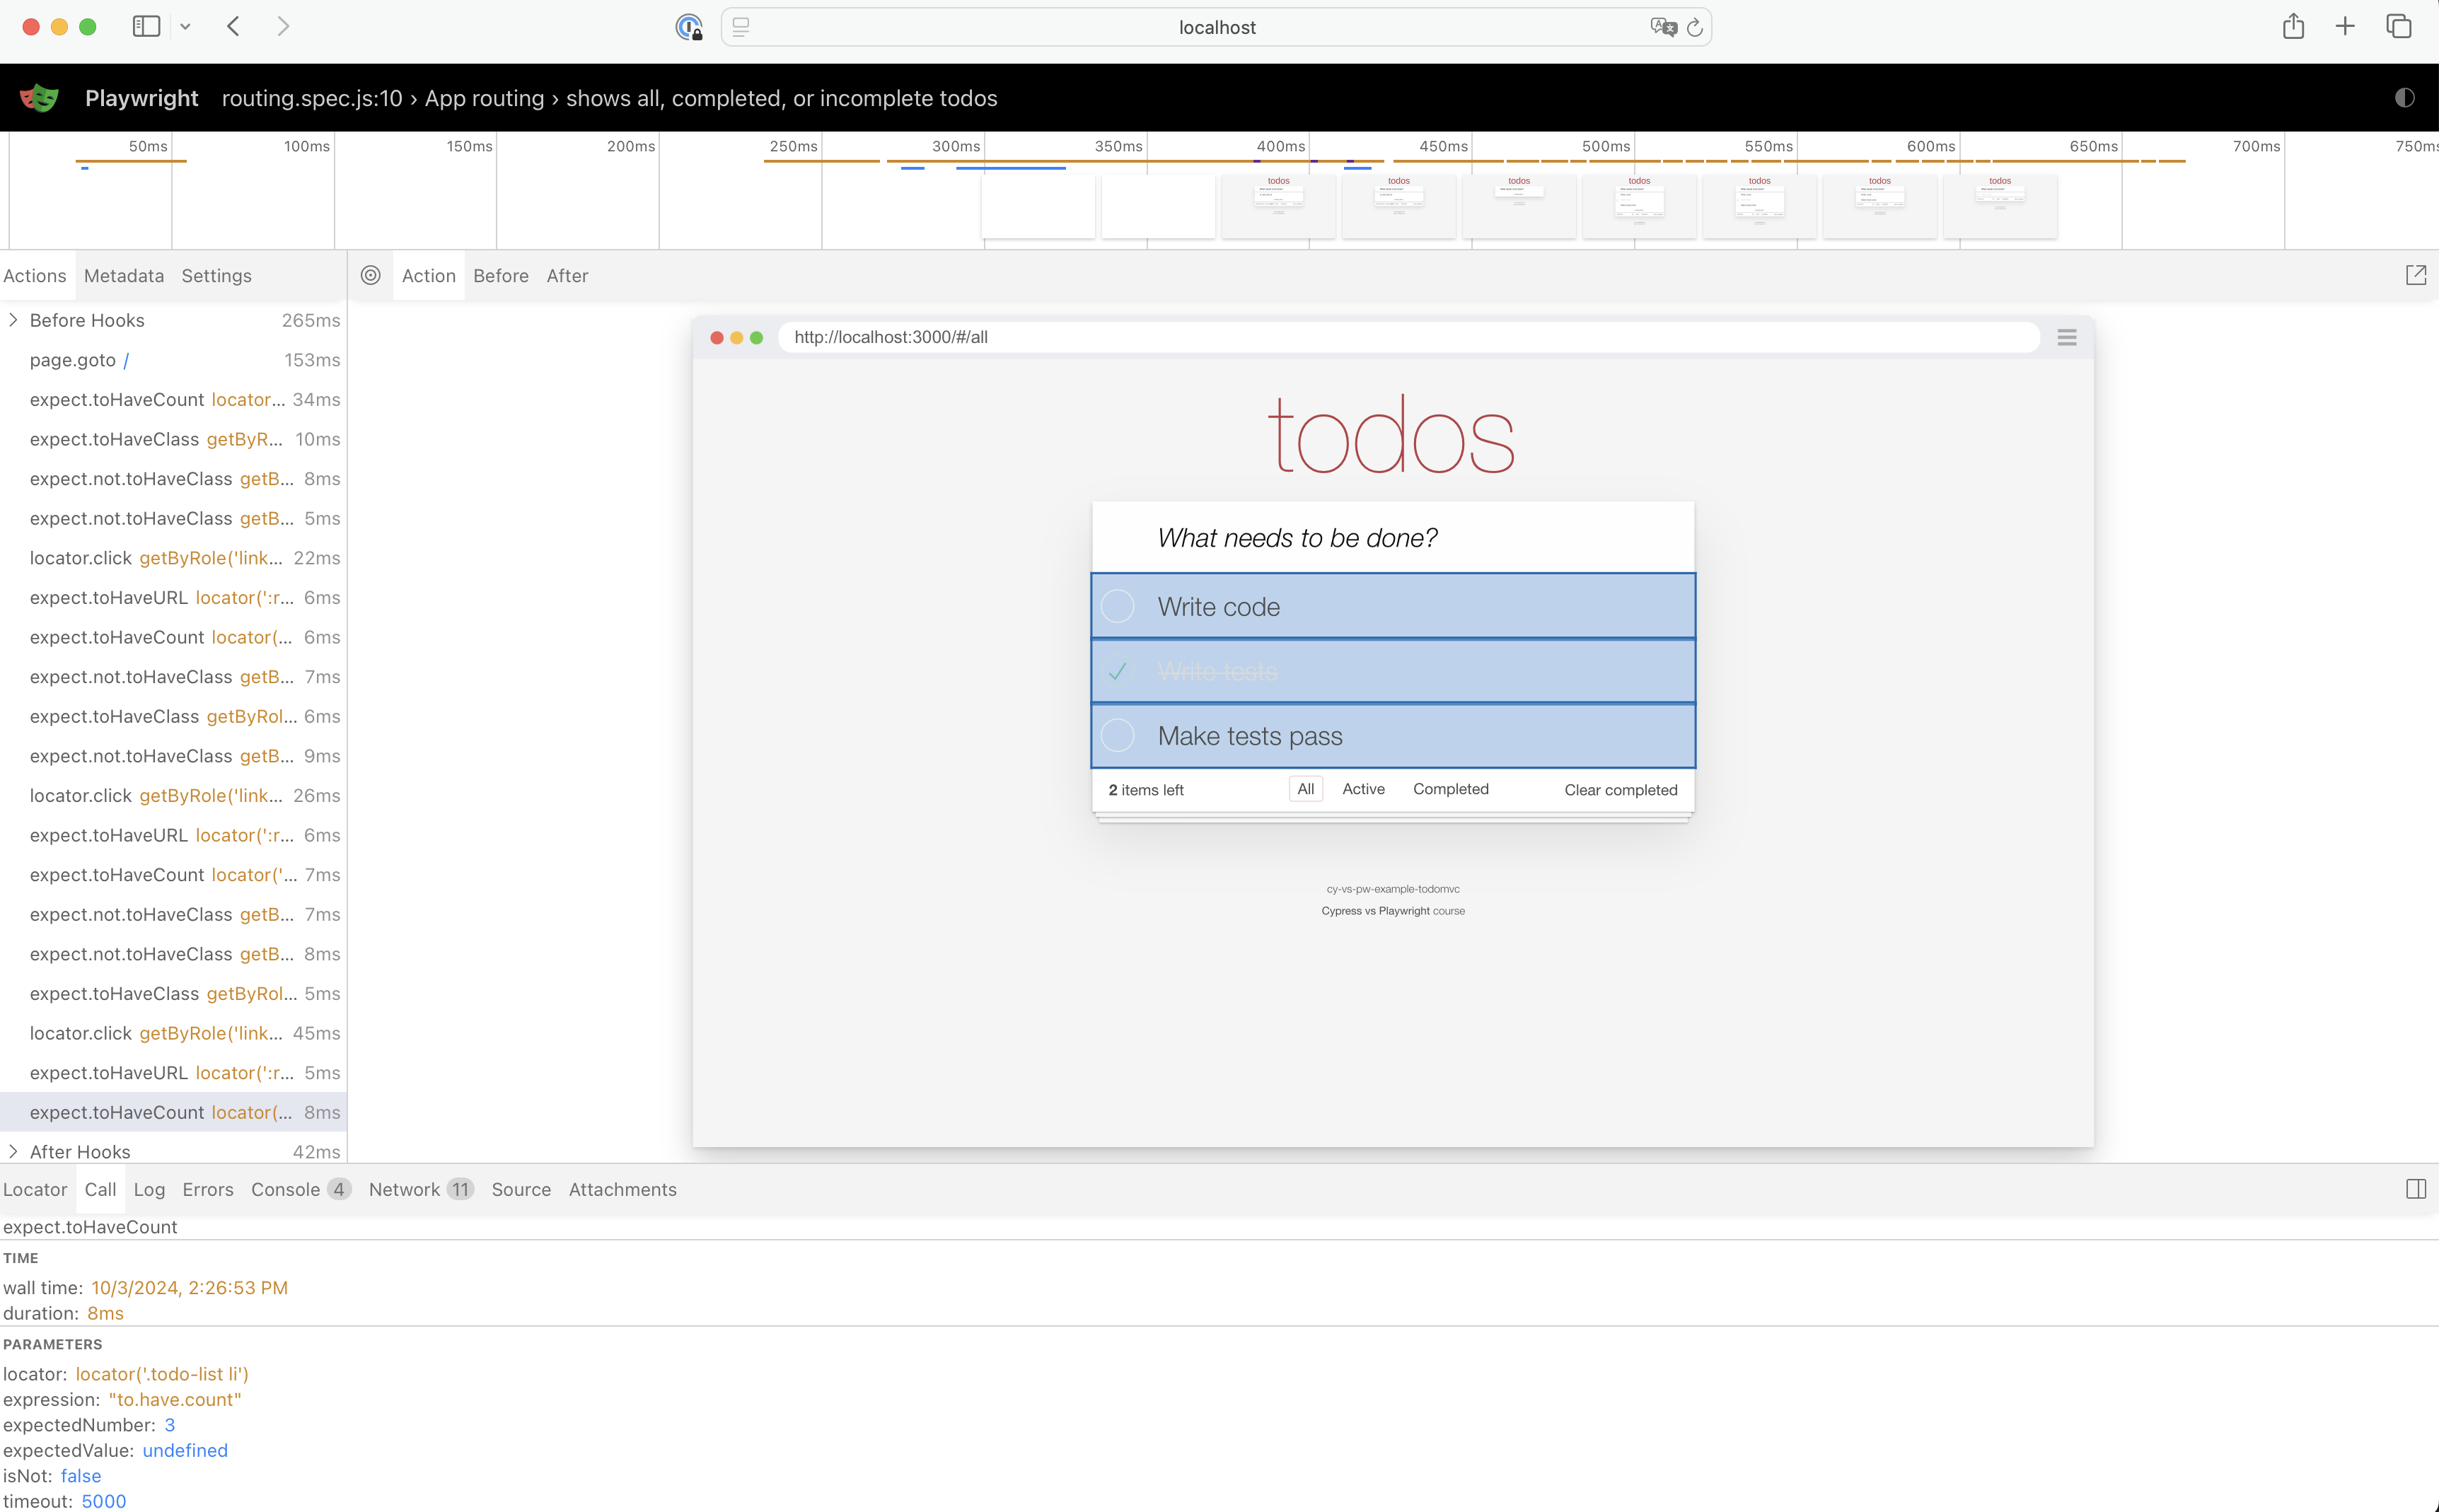 localhost
Playwright routing.spec.js:10 › App routing › shows all, completed, or incomplete todos
50ms 100ms 150ms 200ms 250ms 300ms 350ms 400ms 450ms 500ms 550ms 600ms 650ms 700ms 750ms
todos todos todos todos todos todos todos
Actions Metadata Settings
Action Before After
Before Hooks 265ms
page.goto / 153ms
expect.toHaveCount locator... 34ms
expect.toHaveClass getByR... 10ms
expect.not.toHaveClass getB... 8ms
expect.not.toHaveClass getB... 5ms
locator.click getByRole('link... 22ms
expect.toHaveURL locator(':r... 6ms
expect.toHaveCount locator(... 6ms
expect.not.toHaveClass getB... 7ms
expect.toHaveClass getByRol... 6ms
expect.not.toHaveClass getB... 9ms
locator.click getByRole('link... 26ms
expect.toHaveURL locator(':r... 6ms
expect.toHaveCount locator('... 7ms
expect.not.toHaveClass getB... 7ms
expect.not.toHaveClass getB... 8ms
expect.toHaveClass getByRol... 5ms
locator.click getByRole('link... 45ms
expect.toHaveURL locator(':r... 5ms
expect.toHaveCount locator(... 8ms
After Hooks 42ms
http://localhost:3000/#/all
todos
What needs to be done?
Write code
Write tests
Make tests pass
2 items left All Active Completed Clear completed
cy-vs-pw-example-todomvc
Cypress vs Playwright course
Locator Call Log Errors Console 4 Network 11 Source Attachments
expect.toHaveCount
TIME
wall time: 10/3/2024, 2:26:53 PM
duration: 8ms
PARAMETERS
locator: locator('.todo-list li')
expression: "to.have.count"
expectedNumber: 3
expectedValue: undefined
isNot: false
timeout: 5000